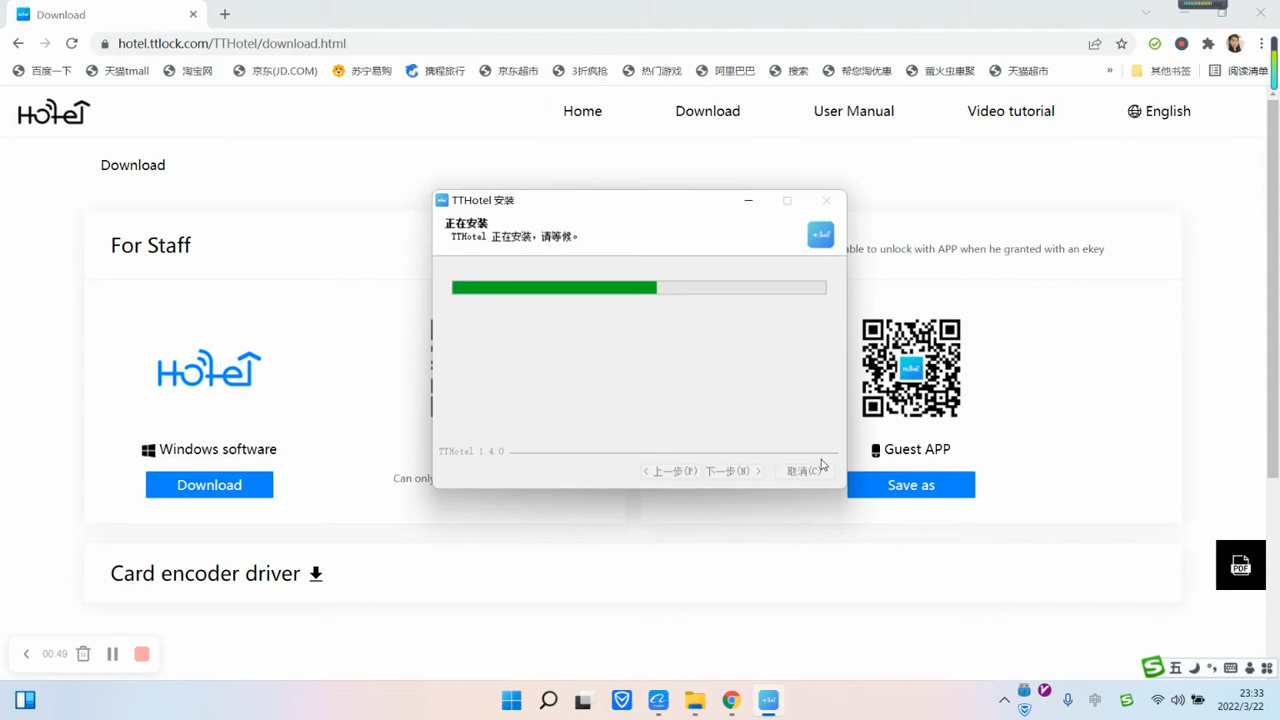 Download
hotel.ttlock.com/TTHotel/download.html
百度一下 天猫tmall 淘宝网 京东(JD.COM) 苏宁易购 携程旅行 京东超市 3折疯抢 热门游戏 阿里巴巴 搜索 帮您淘优惠 萤火虫惠聚 天猫超市 » 其他书签 阅读清单
Hotel Home Download User Manual Video tutorial English
Download
TTHotel 安装
正在安装
TTHotel 正在安装，请等候。
For Staff
able to unlock with APP when he granted with an ekey
Hotel
Windows software
Guest APP
TTHotel 1.4.0
< 上一步(P) 下一步(N) > 取消(C)
Download
Can only
Save as
Card encoder driver
PDF
00:49
五
中
23:33
2022/3/22